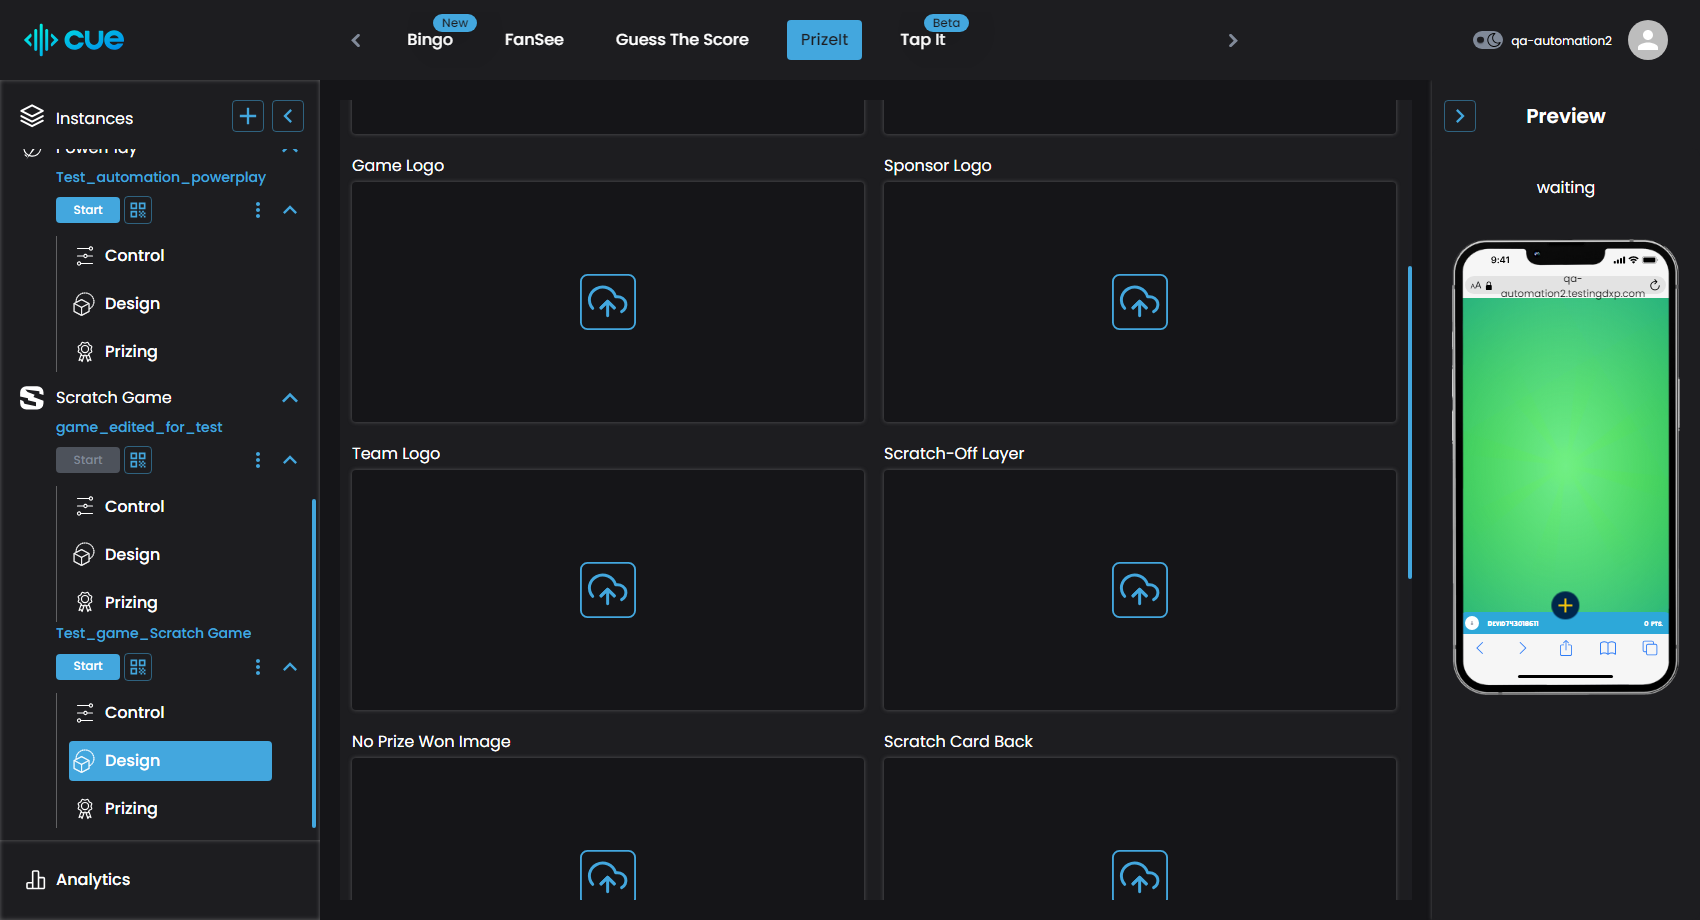 cue
New
Bingo
FanSee
Guess The Score
PrizeIt
Beta
Tap It
qa-automation2
Instances
PowerPlay
Test_automation_powerplay
Start
Control
Design
Prizing
Scratch Game
game_edited_for_test
Start
Control
Design
Prizing
Test_game_Scratch Game
Start
Control
Design
Prizing
Analytics
Game Logo
Sponsor Logo
Team Logo
Scratch-Off Layer
No Prize Won Image
Scratch Card Back
Preview
waiting
9:41
AA
qa-
automation2.testingdxp.com
0 PTS.